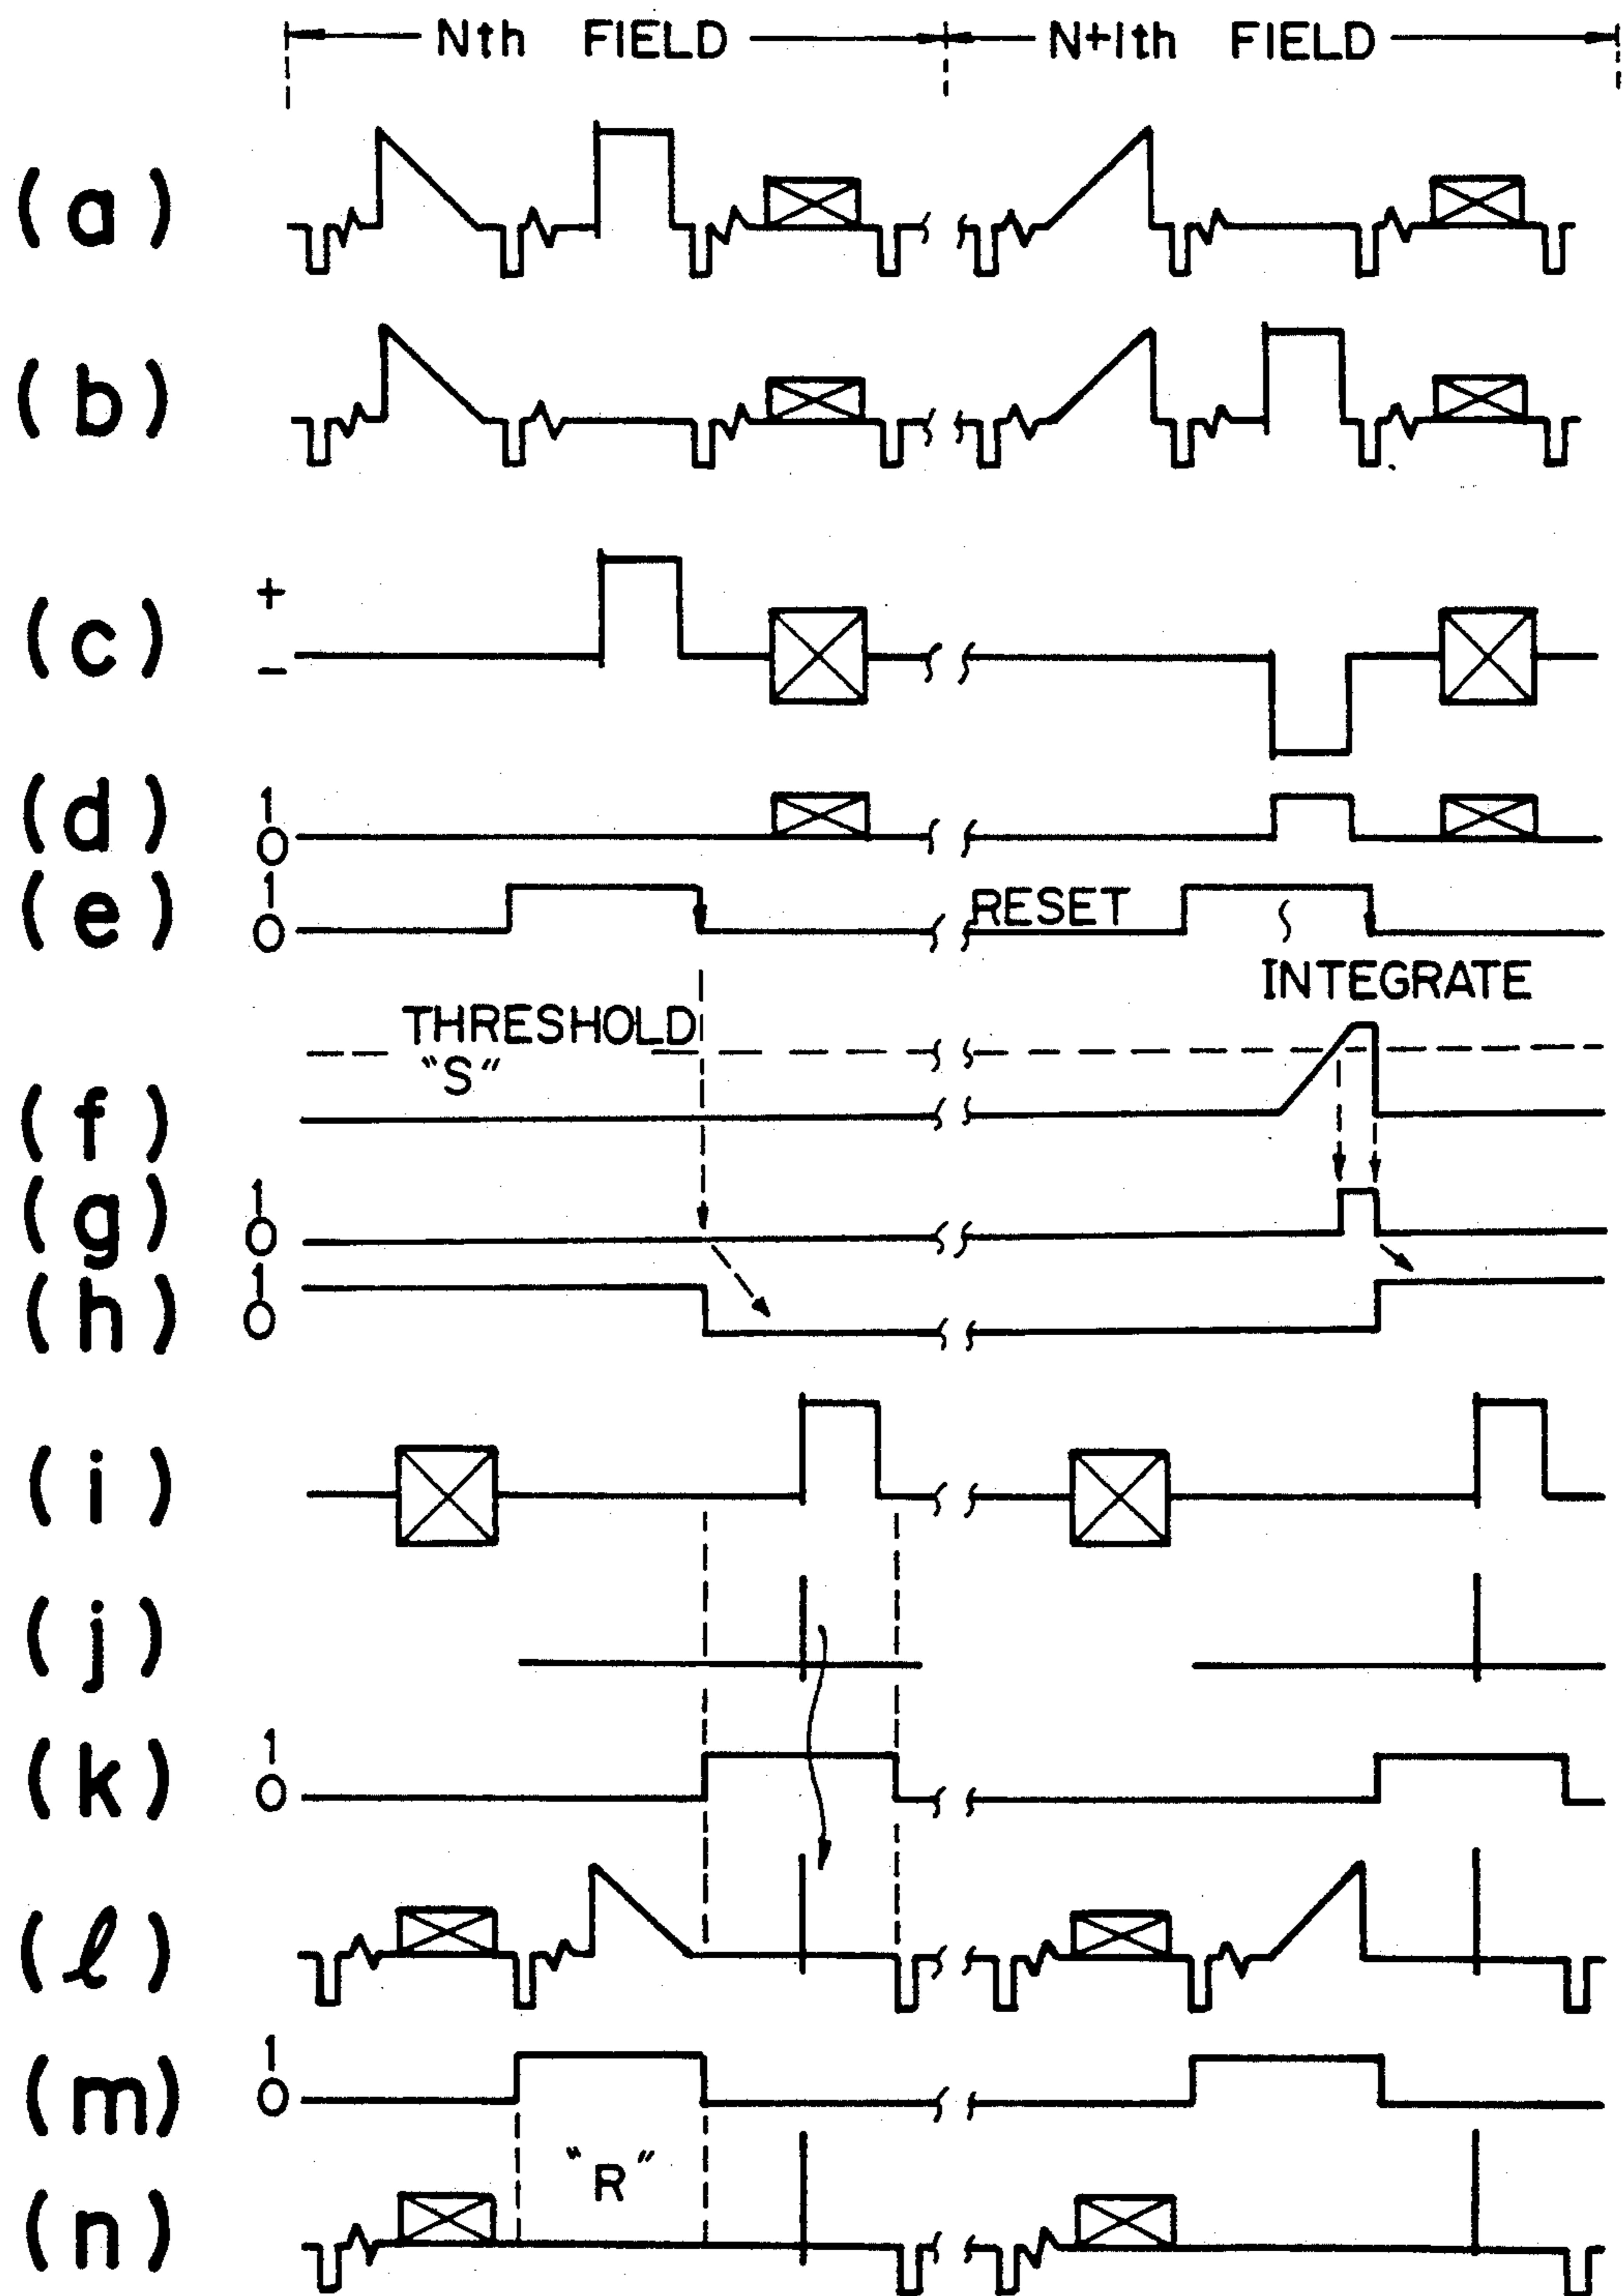 Nth FIELD N+1th FIELD
(a)
(b)
(c) + -
(d) 1 0
(e) 1 0 RESET
INTEGRATE
THRESHOLD
"S"
(f)
(g) 1 0
(h) 1 0
(i)
(j)
(k) 1 0
(ℓ)
(m) 1 0
"R"
(n)